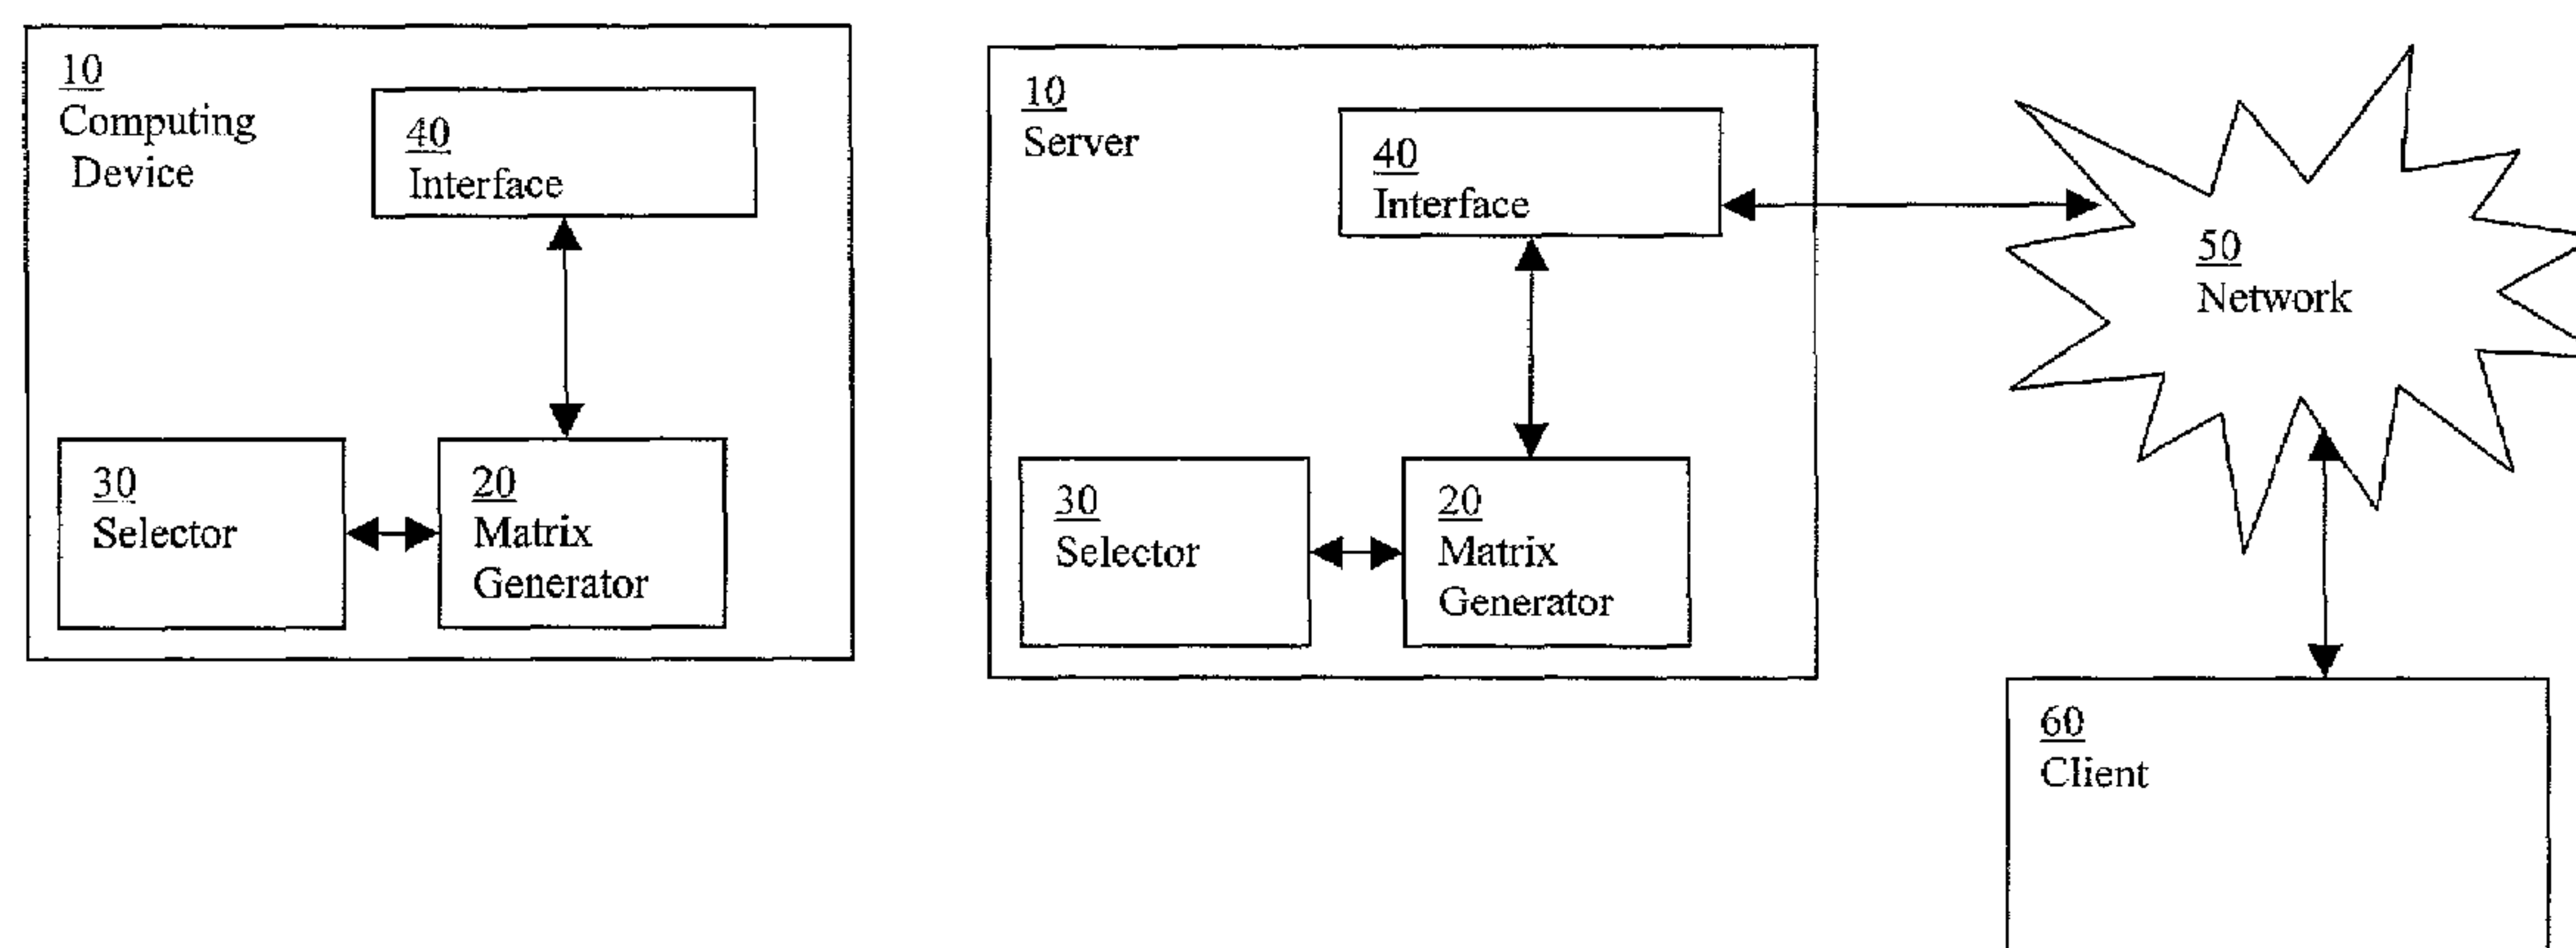 10
Computing
Device
40
Interface
30
Selector
20
Matrix
Generator
10
Server
40
Interface
30
Selector
20
Matrix
Generator
50
Network
60
Client